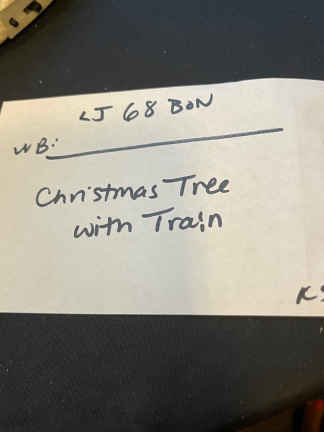 LJ 68 BON
WB:
Christmas Tree
with Train